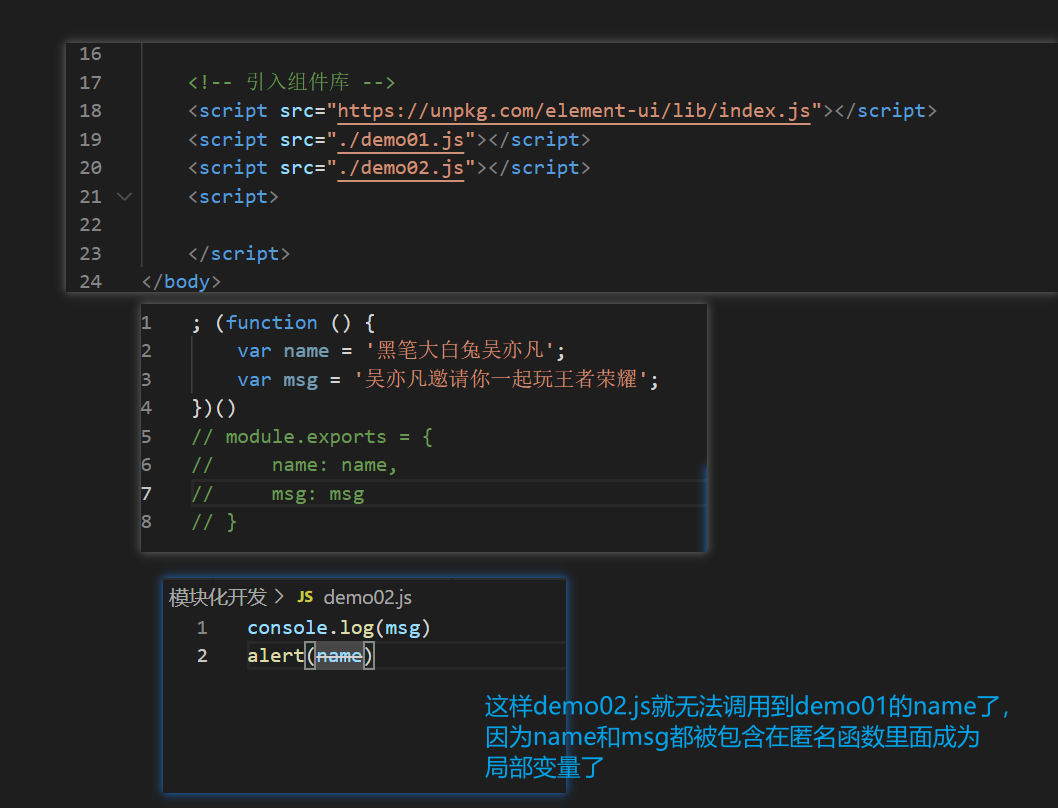 16
17 <!-- 引入组件库 -->
18 <script src="https://unpkg.com/element-ui/lib/index.js"></script>
19 <script src="./demo01.js"></script>
20 <script src="./demo02.js"></script>
21 <script>
22
23 </script>
24 </body>
1 ; (function () {
2 var name = '黑笔大白兔吴亦凡';
3 var msg = '吴亦凡邀请你一起玩王者荣耀';
4 })()
5 // module.exports = {
6 // name: name,
7 // msg: msg
8 // }
模块化开发 > JS demo02.js
1 console.log(msg)
2 alert(name)
这样demo02.js就无法调用到demo01的name了,
因为name和msg都被包含在匿名函数里面成为
局部变量了